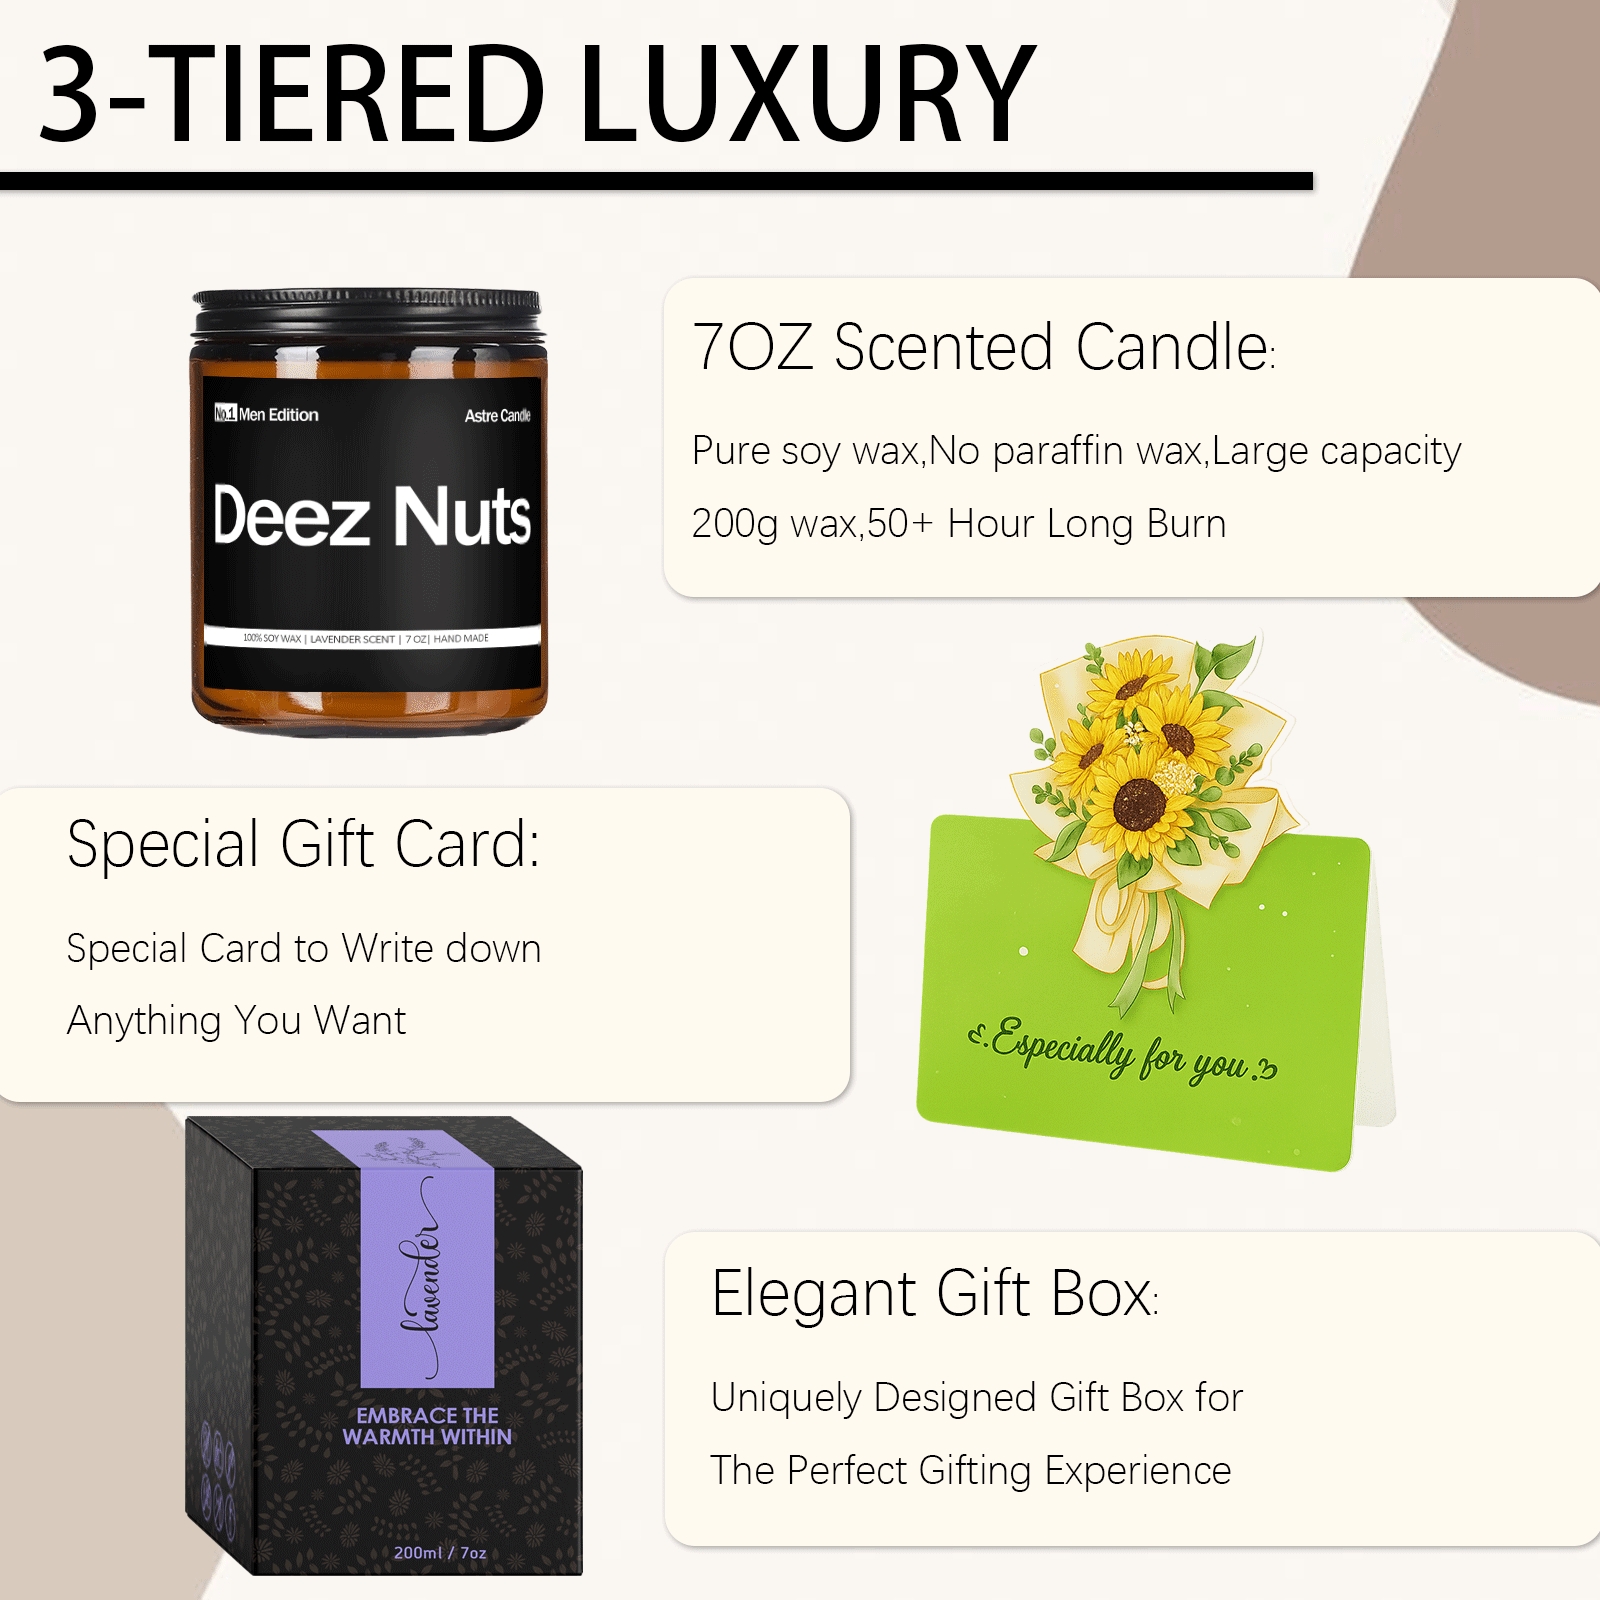 3-TIERED LUXURY
No.1 Men Edition
Astre Candle
Deez Nuts
100% SOY WAX | LAVENDER SCENT | 7 OZ| HAND MADE
7OZ Scented Candle:
Pure soy wax,No paraffin wax,Large capacity
200g wax,50+ Hour Long Burn
Special Gift Card:
Special Card to Write down
Anything You Want
Especially for you
lavender
EMBRACE THE
WARMTH WITHIN
200ml / 7oz
Elegant Gift Box:
Uniquely Designed Gift Box for
The Perfect Gifting Experience